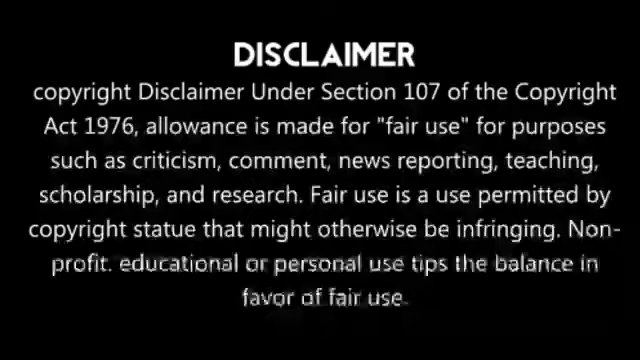 DISCLAIMER
copyright Disclaimer Under Section 107 of the Copyright
Act 1976, allowance is made for "fair use" for purposes
such as criticism, comment, news reporting, teaching,
scholarship, and research. Fair use is a use permitted by
copyright statue that might otherwise be infringing. Non-
profit. educational or personal use tips the balance in
favor of fair use.